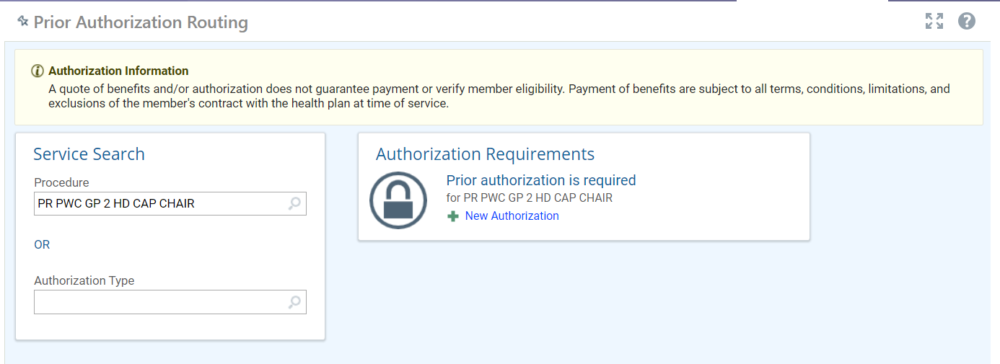 Prior Authorization Routing
Authorization Information
A quote of benefits and/or authorization does not guarantee payment or verify member eligibility. Payment of benefits are subject to all terms, conditions, limitations, and
exclusions of the member's contract with the health plan at time of service.
Service Search
Procedure
PR PWC GP 2 HD CAP CHAIR
OR
Authorization Type
Authorization Requirements
Prior authorization is required
for PR PWC GP 2 HD CAP CHAIR
New Authorization